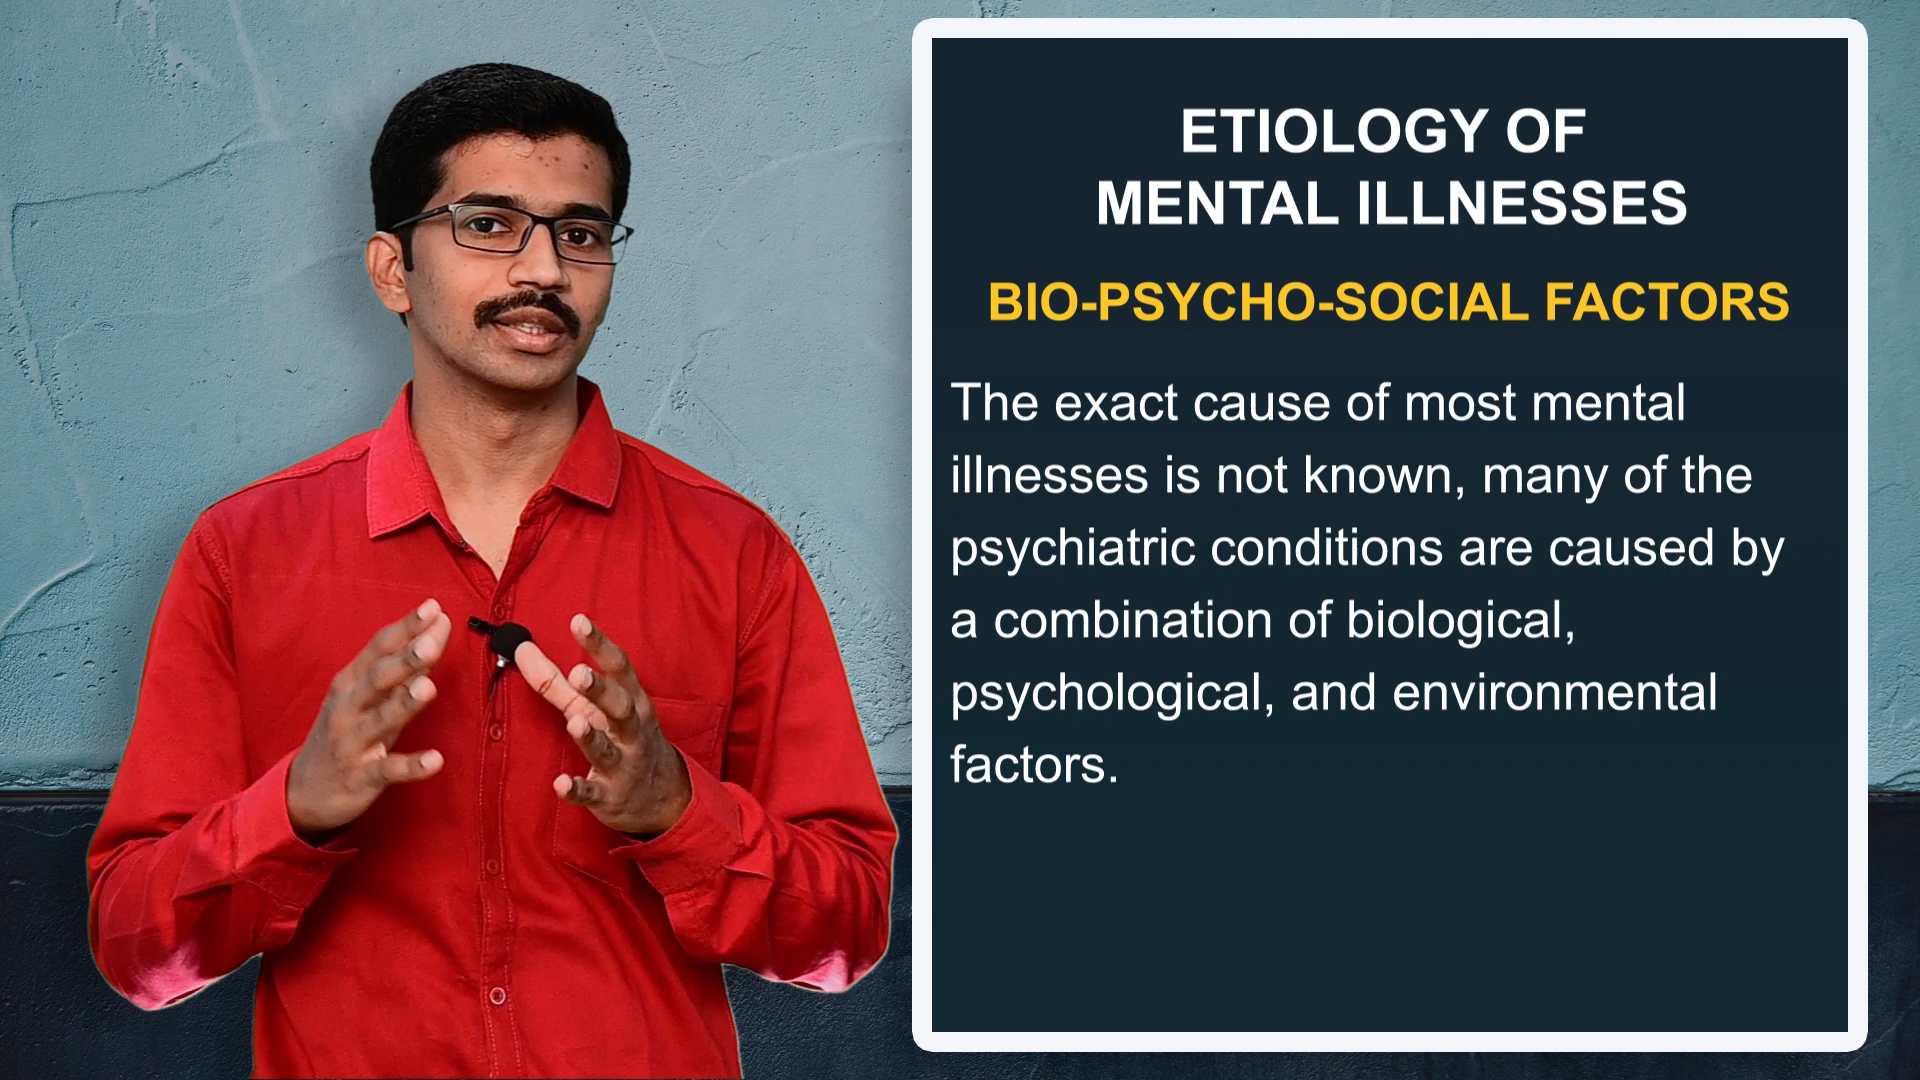 ETIOLOGY OF
MENTAL ILLNESSES
BIO-PSYCHO-SOCIAL FACTORS
The exact cause of most mental
illnesses is not known, many of the
psychiatric conditions are caused by
a combination of biological,
psychological, and environmental
factors.